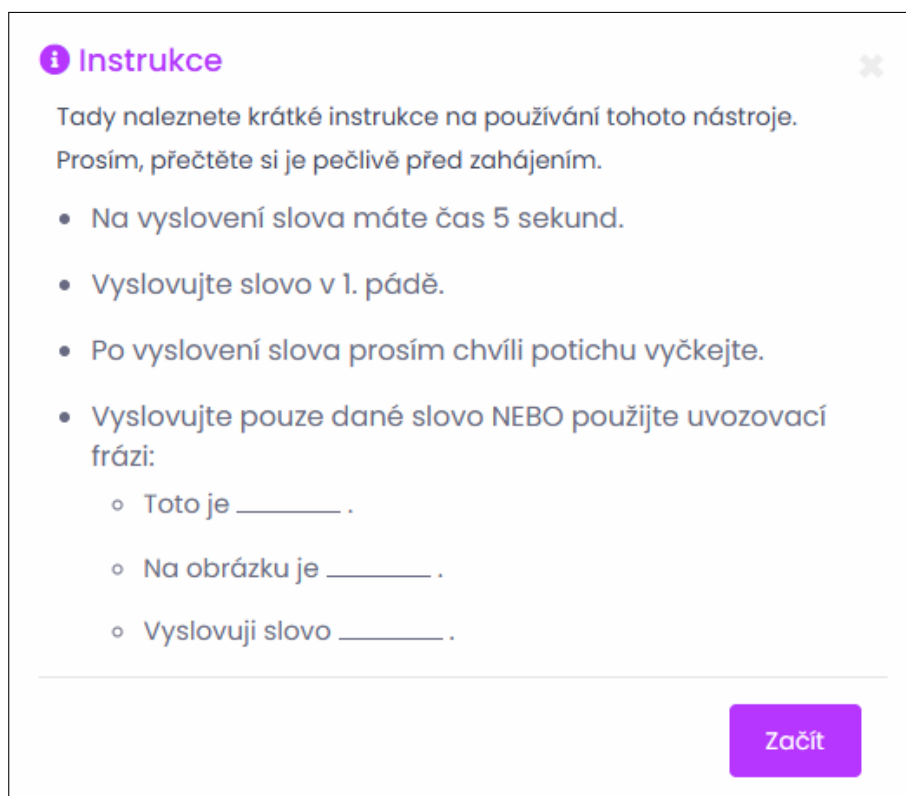 Instrukce
Tady naleznete krátké instrukce na používání tohoto nástroje.
Prosím, přečtěte si je pečlivě před zahájením.
• Na vyslovení slova máte čas 5 sekund.
• Vyslovujte slovo v 1. pádě.
• Po vyslovení slova prosím chvíli potichu vyčkejte.
• Vyslovujte pouze dané slovo NEBO použijte uvozovací
frázi:
◦ Toto je ________ .
◦ Na obrázku je ________ .
◦ Vyslovuji slovo ________ .
Začít